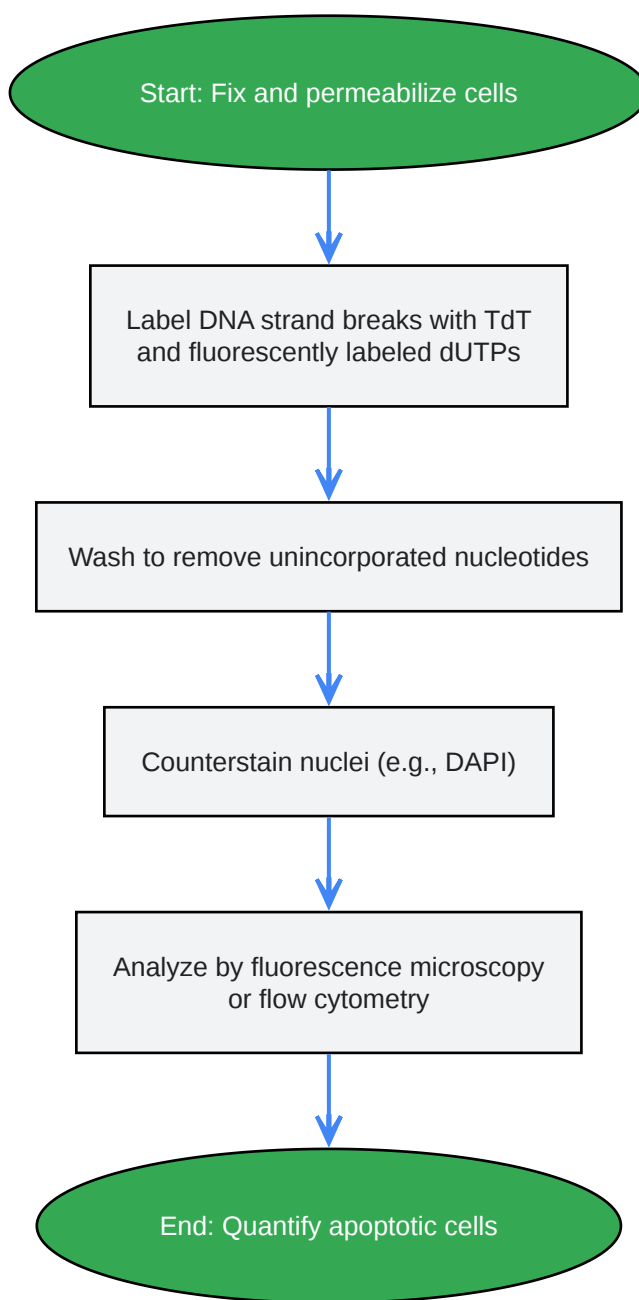 Start: Fix and permeabilize cells
Label DNA strand breaks with TdT
and fluorescently labeled dUTPs
Wash to remove unincorporated nucleotides
Counterstain nuclei (e.g., DAPI)
Analyze by fluorescence microscopy
or flow cytometry
End: Quantify apoptotic cells